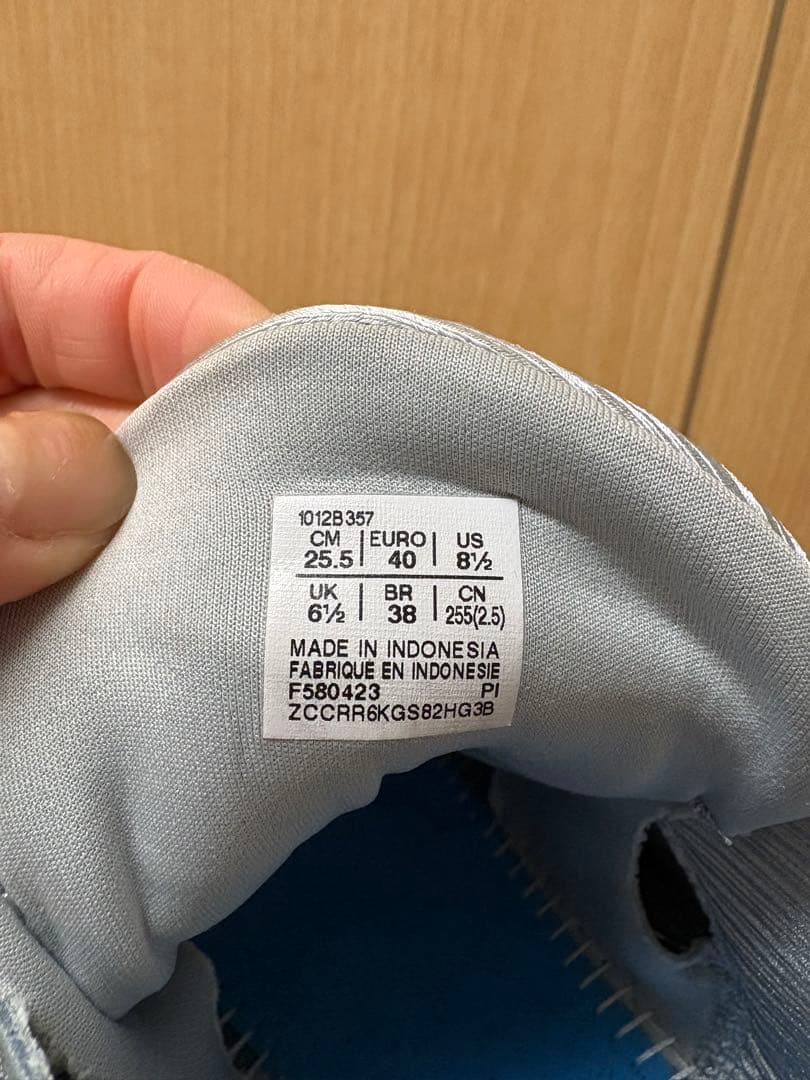 1012B357
CM EURO US
25.5 40 8½
UK BR CN
6½ 38 255(2.5)
MADE IN INDONESIA
FABRIQUE EN INDONESIE
F580423 PI
ZCCRR6KGS82HG3B